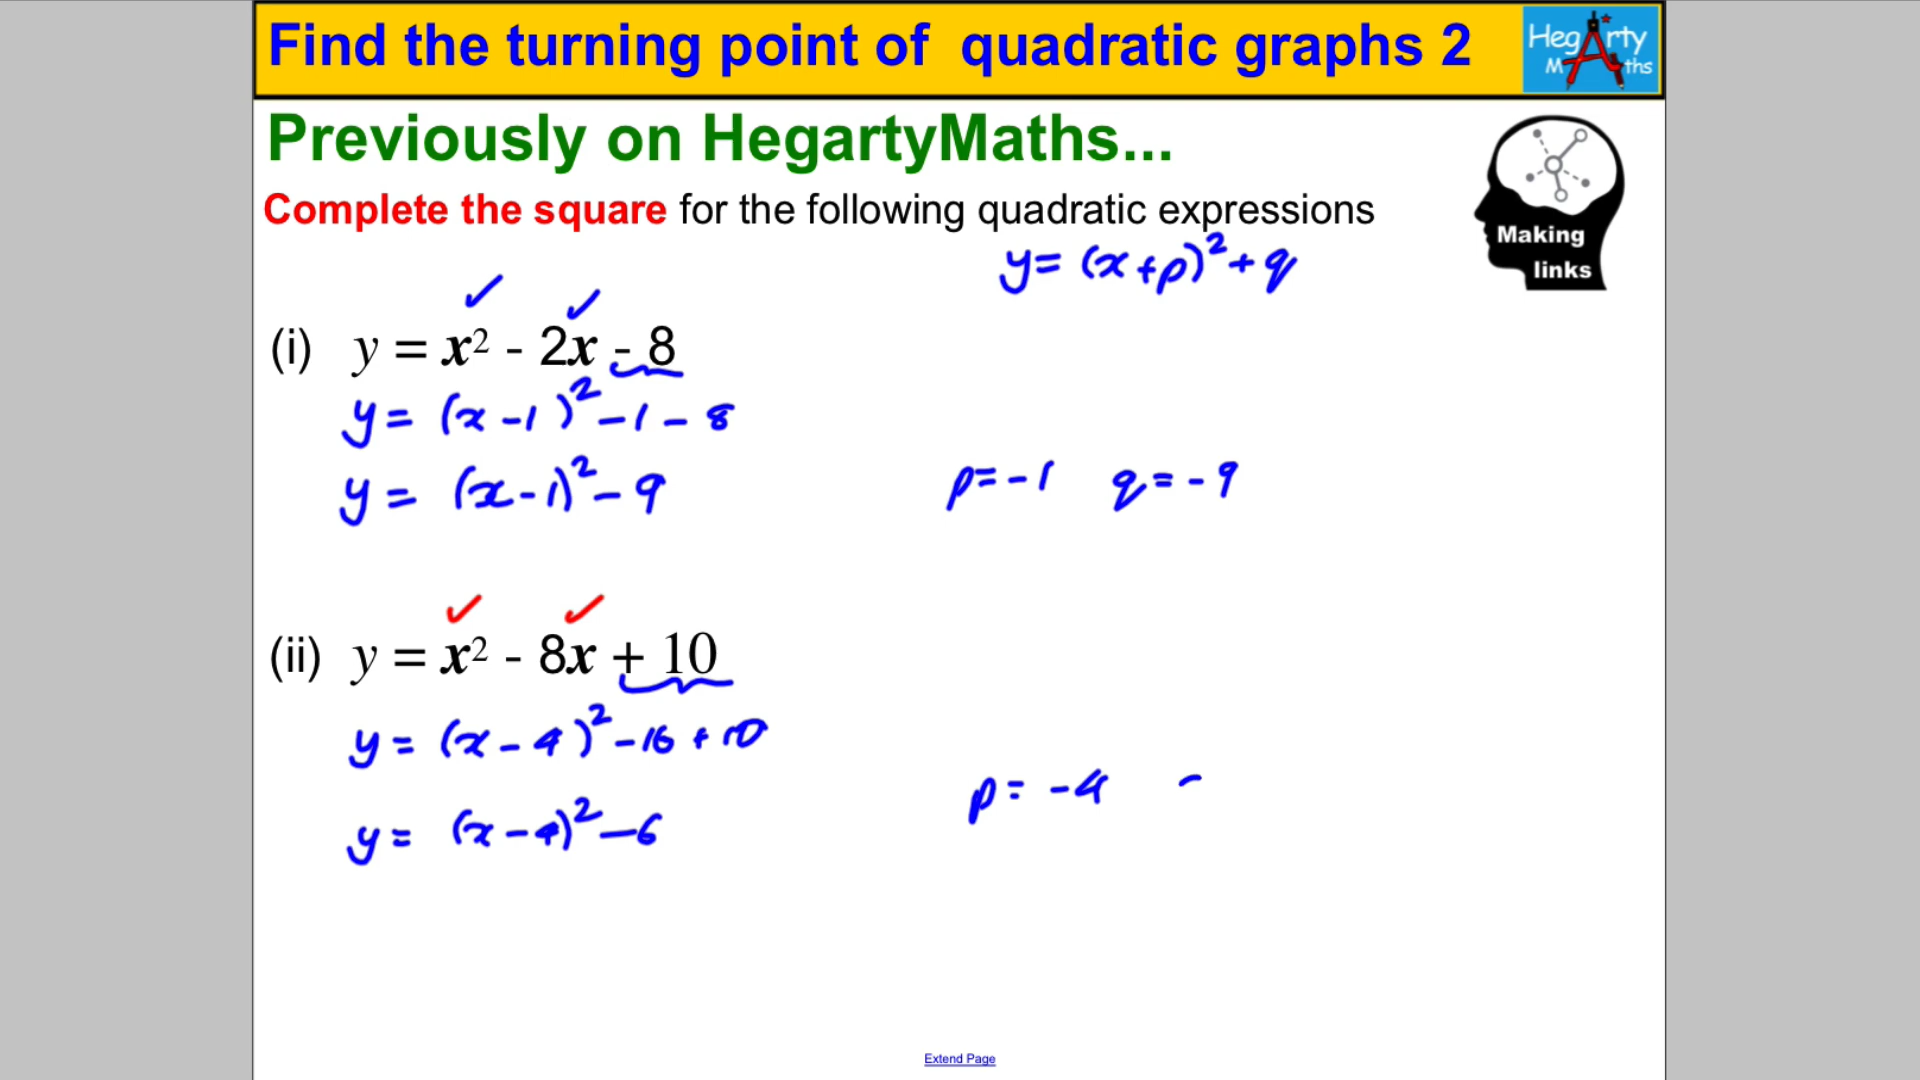 Find the turning point of quadratic graphs 2
HegArty
Maths
Previously on HegartyMaths...
Complete the square for the following quadratic expressions
Making
links
y = (x + p)² + q
(i) y = x² - 2x - 8
y = (x - 1)² - 1 - 8
y = (x - 1)² - 9
p = -1 q = -9
(ii) y = x² - 8x + 10
y = (x - 4)² - 16 + 10
p = -4
y = (x - 4)² - 6
Extend Page